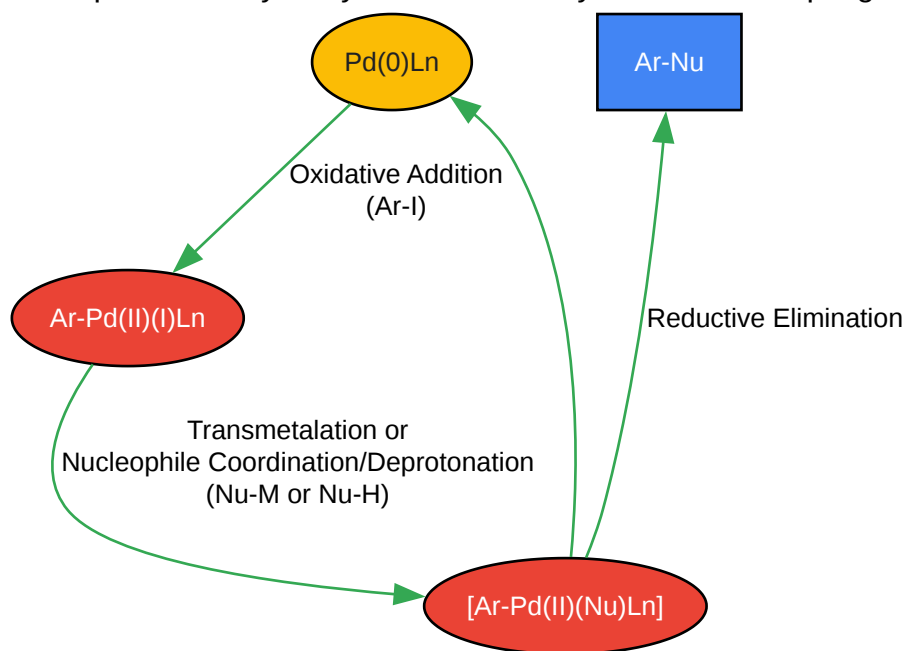 Pd(0)Ln
Ar-Nu
Oxidative Addition
(Ar-I)
Ar-Pd(II)(I)Ln
Reductive Elimination
Transmetalation or
Nucleophile Coordination/Deprotonation
(Nu-M or Nu-H)
[Ar-Pd(II)(Nu)Ln]